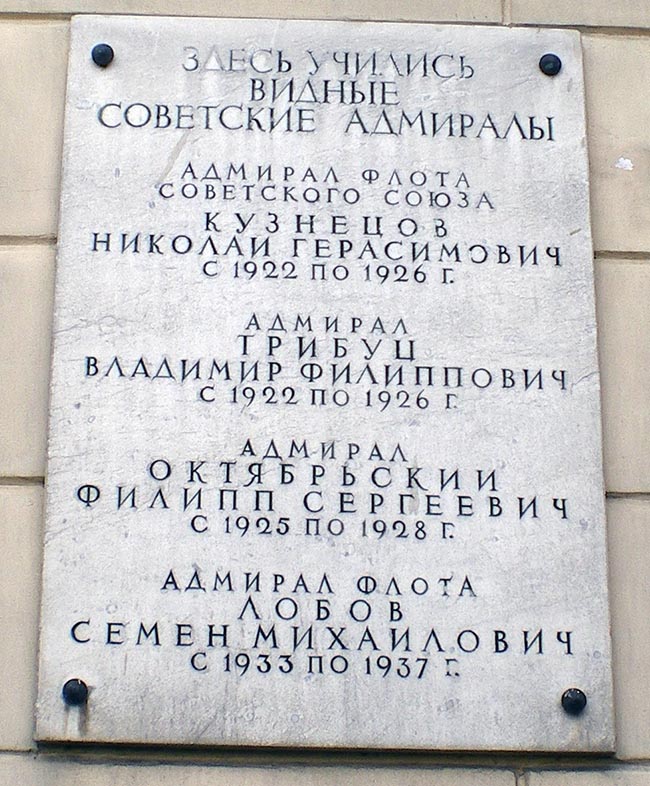 ЗДЕСЬ УЧИЛИСЬ
ВИДНЫЕ
СОВЕТСКИЕ АДМИРАЛЫ
АДМИРАЛ ФЛОТА
СОВЕТСКОГО СОЮЗА
КУЗНЕЦОВ
НИКОЛАЙ ГЕРАСИМОВИЧ
С 1922 ПО 1926 Г.
АДМИРАЛ
ТРИБУЦ
ВЛАДИМИР ФИЛИППОВИЧ
С 1922 ПО 1926 Г.
АДМИРАЛ
ОКТЯБРЬСКИЙ
ФИЛИПП СЕРГЕЕВИЧ
С 1925 ПО 1928 Г.
АДМИРАЛ ФЛОТА
ЛОБОВ
СЕМЕН МИХАЙЛОВИЧ
С 1933 ПО 1937 Г.